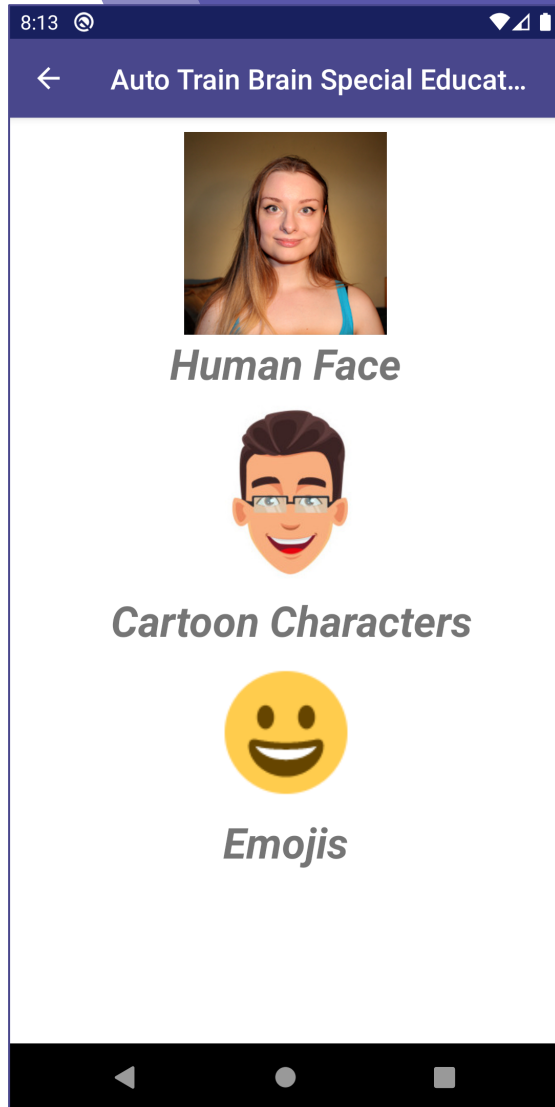 8:13
Auto Train Brain Special Educat...
Human Face
Cartoon Characters
Emojis